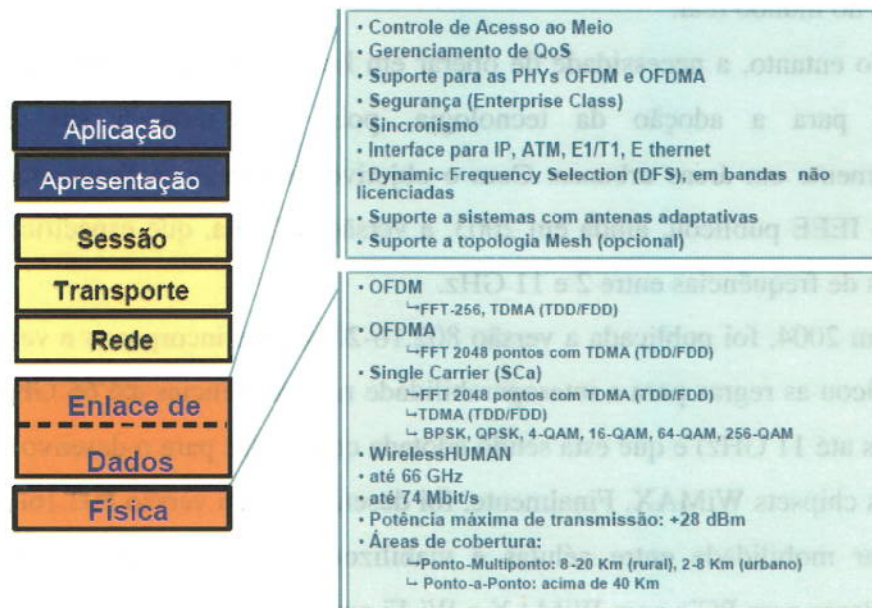 Aplicação
Apresentação
Sessão
Transporte
Rede
Enlace de
Dados
Física
• Controle de Acesso ao Meio
• Gerenciamento de QoS
• Suporte para as PHYs OFDM e OFDMA
• Segurança (Enterprise Class)
• Sincronismo
• Interface para IP, ATM, E1/T1, E thernet
• Dynamic Frequency Selection (DFS), em bandas não
licenciadas
• Suporte a sistemas com antenas adaptativas
• Suporte a topologia Mesh (opcional)
• OFDM
↳FFT-256, TDMA (TDD/FDD)
• OFDMA
↳FFT 2048 pontos com TDMA (TDD/FDD)
• Single Carrier (SCa)
↳FFT 2048 pontos com TDMA (TDD/FDD)
↳TDMA (TDD/FDD)
↳ BPSK, QPSK, 4-QAM, 16-QAM, 64-QAM, 256-QAM
• WirelessHUMAN
• até 66 GHz
• até 74 Mbit/s
• Potência máxima de transmissão: +28 dBm
• Áreas de cobertura:
↳Ponto-Multiponto: 8-20 Km (rural), 2-8 Km (urbano)
↳ Ponto-a-Ponto: acima de 40 Km